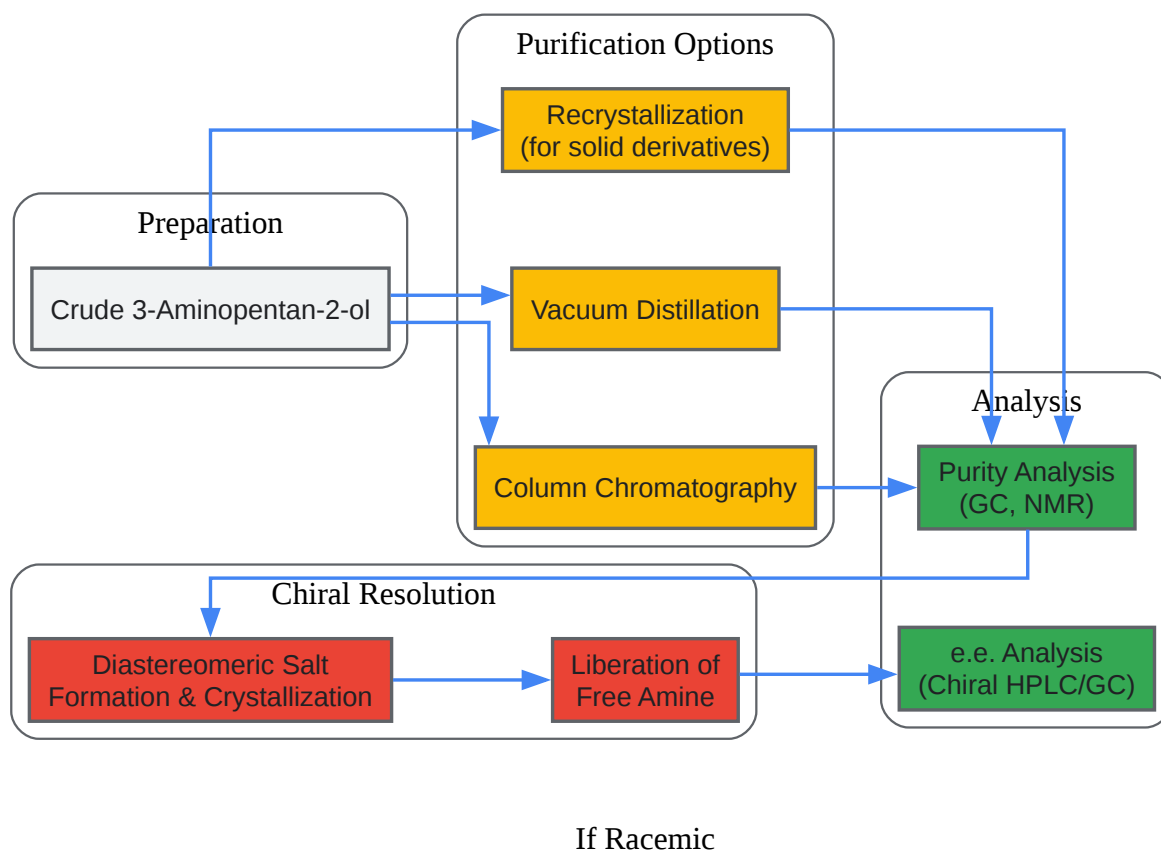 Purification Options
Recrystallization
(for solid derivatives)
Preparation
Crude 3-Aminopentan-2-ol
Vacuum Distillation
Analysis
Column Chromatography
Purity Analysis
(GC, NMR)
Chiral Resolution
Diastereomeric Salt
Formation & Crystallization
Liberation of
Free Amine
e.e. Analysis
(Chiral HPLC/GC)
If Racemic